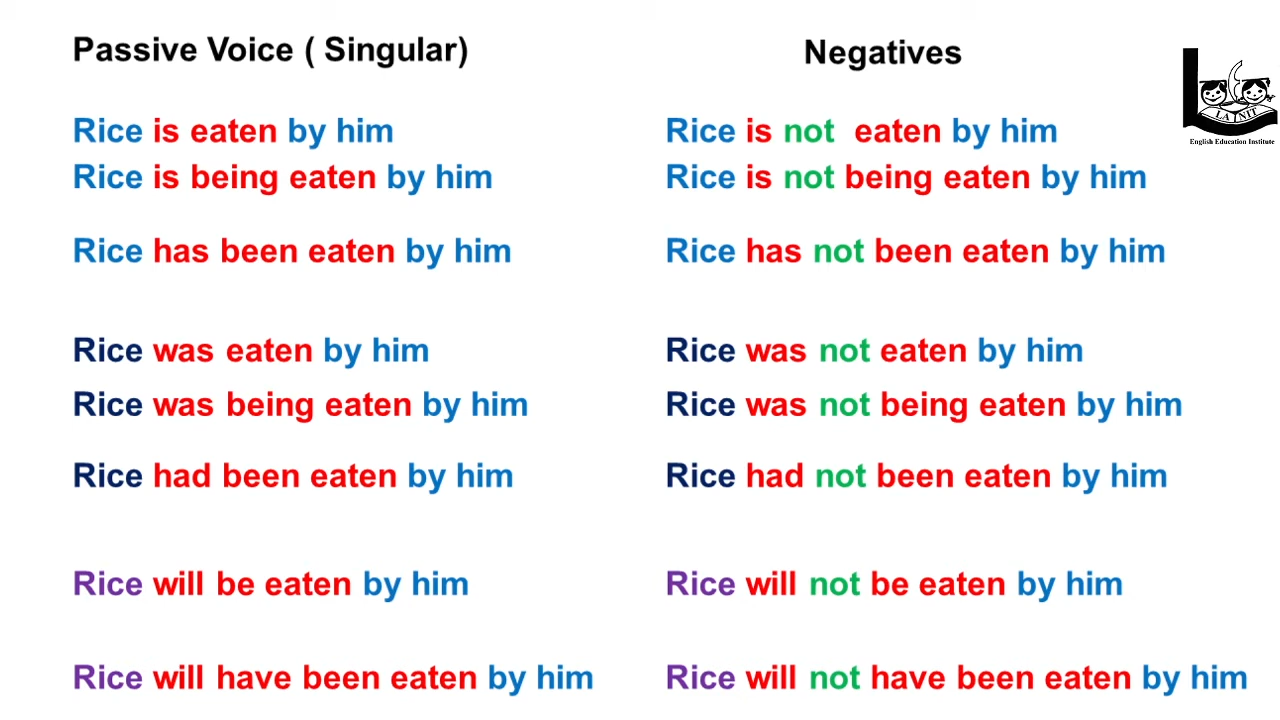 Passive Voice ( Singular)
Negatives
Rice is eaten by him
Rice is not eaten by him
Rice is being eaten by him
Rice is not being eaten by him
Rice has been eaten by him
Rice has not been eaten by him
Rice was eaten by him
Rice was not eaten by him
Rice was being eaten by him
Rice was not being eaten by him
Rice had been eaten by him
Rice had not been eaten by him
Rice will be eaten by him
Rice will not be eaten by him
Rice will have been eaten by him
Rice will not have been eaten by him
LA NIT
English Education Institute